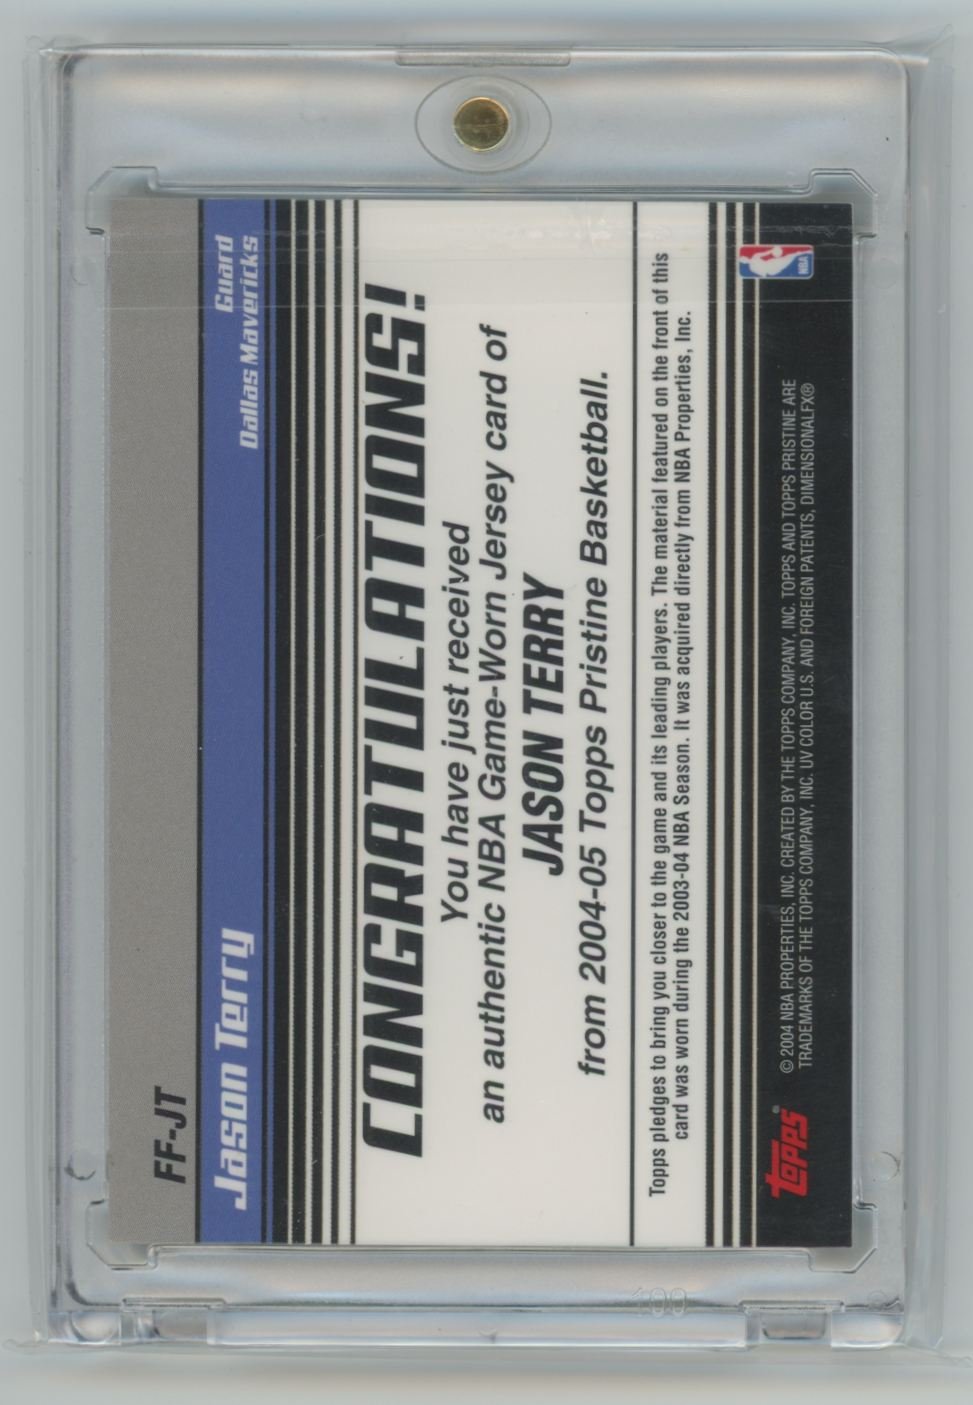 FF-JT
Jason Terry
Guard
Dallas Mavericks
CONGRATULATIONS!
You have just received
an authentic NBA Game-Worn Jersey card of
JASON TERRY
from 2004-05 Topps Pristine Basketball.
Topps pledges to bring you closer to the game and its leading players. The material featured on the front of this
card was worn during the 2003-04 NBA Season. It was acquired directly from NBA Properties, Inc.
topps®
© 2004 NBA PROPERTIES, INC. CREATED BY THE TOPPS COMPANY, INC. TOPPS AND TOPPS PRISTINE ARE
TRADEMARKS OF THE TOPPS COMPANY, INC. UV COLOR U.S. AND FOREIGN PATENTS, DIMENSIONALFX®
NBA
100